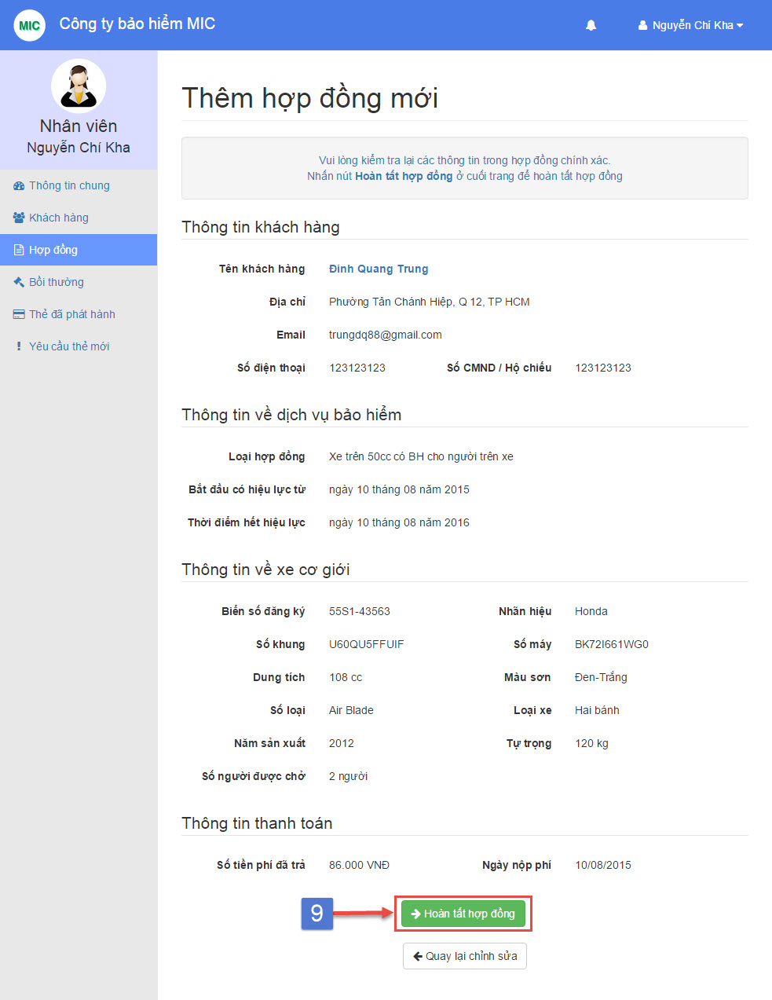 MIC Công ty bảo hiểm MIC
Nguyễn Chí Kha
Nhân viên
Nguyễn Chí Kha
Thông tin chung
Khách hàng
Hợp đồng
Bồi thường
Thẻ đã phát hành
Yêu cầu thẻ mới
Thêm hợp đồng mới
Vui lòng kiểm tra lại các thông tin trong hợp đồng chính xác.
Nhấn nút Hoàn tất hợp đồng ở cuối trang để hoàn tất hợp đồng
Thông tin khách hàng
Tên khách hàng Đinh Quang Trung
Địa chỉ Phường Tân Chánh Hiệp, Q 12, TP HCM
Email trungdq88@gmail.com
Số điện thoại 123123123 Số CMND / Hộ chiếu 123123123
Thông tin về dịch vụ bảo hiểm
Loại hợp đồng Xe trên 50cc có BH cho người trên xe
Bắt đầu có hiệu lực từ ngày 10 tháng 08 năm 2015
Thời điểm hết hiệu lực ngày 10 tháng 08 năm 2016
Thông tin về xe cơ giới
Biển số đăng ký 55S1-43563 Nhãn hiệu Honda
Số khung U60QU5FFUIF Số máy BK72I661WG0
Dung tích 108 cc Màu sơn Đen-Trắng
Số loại Air Blade Loại xe Hai bánh
Năm sản xuất 2012 Tự trọng 120 kg
Số người được chở 2 người
Thông tin thanh toán
Số tiền phí đã trả 86.000 VNĐ Ngày nộp phí 10/08/2015
9 Hoàn tất hợp đồng
Quay lại chỉnh sửa